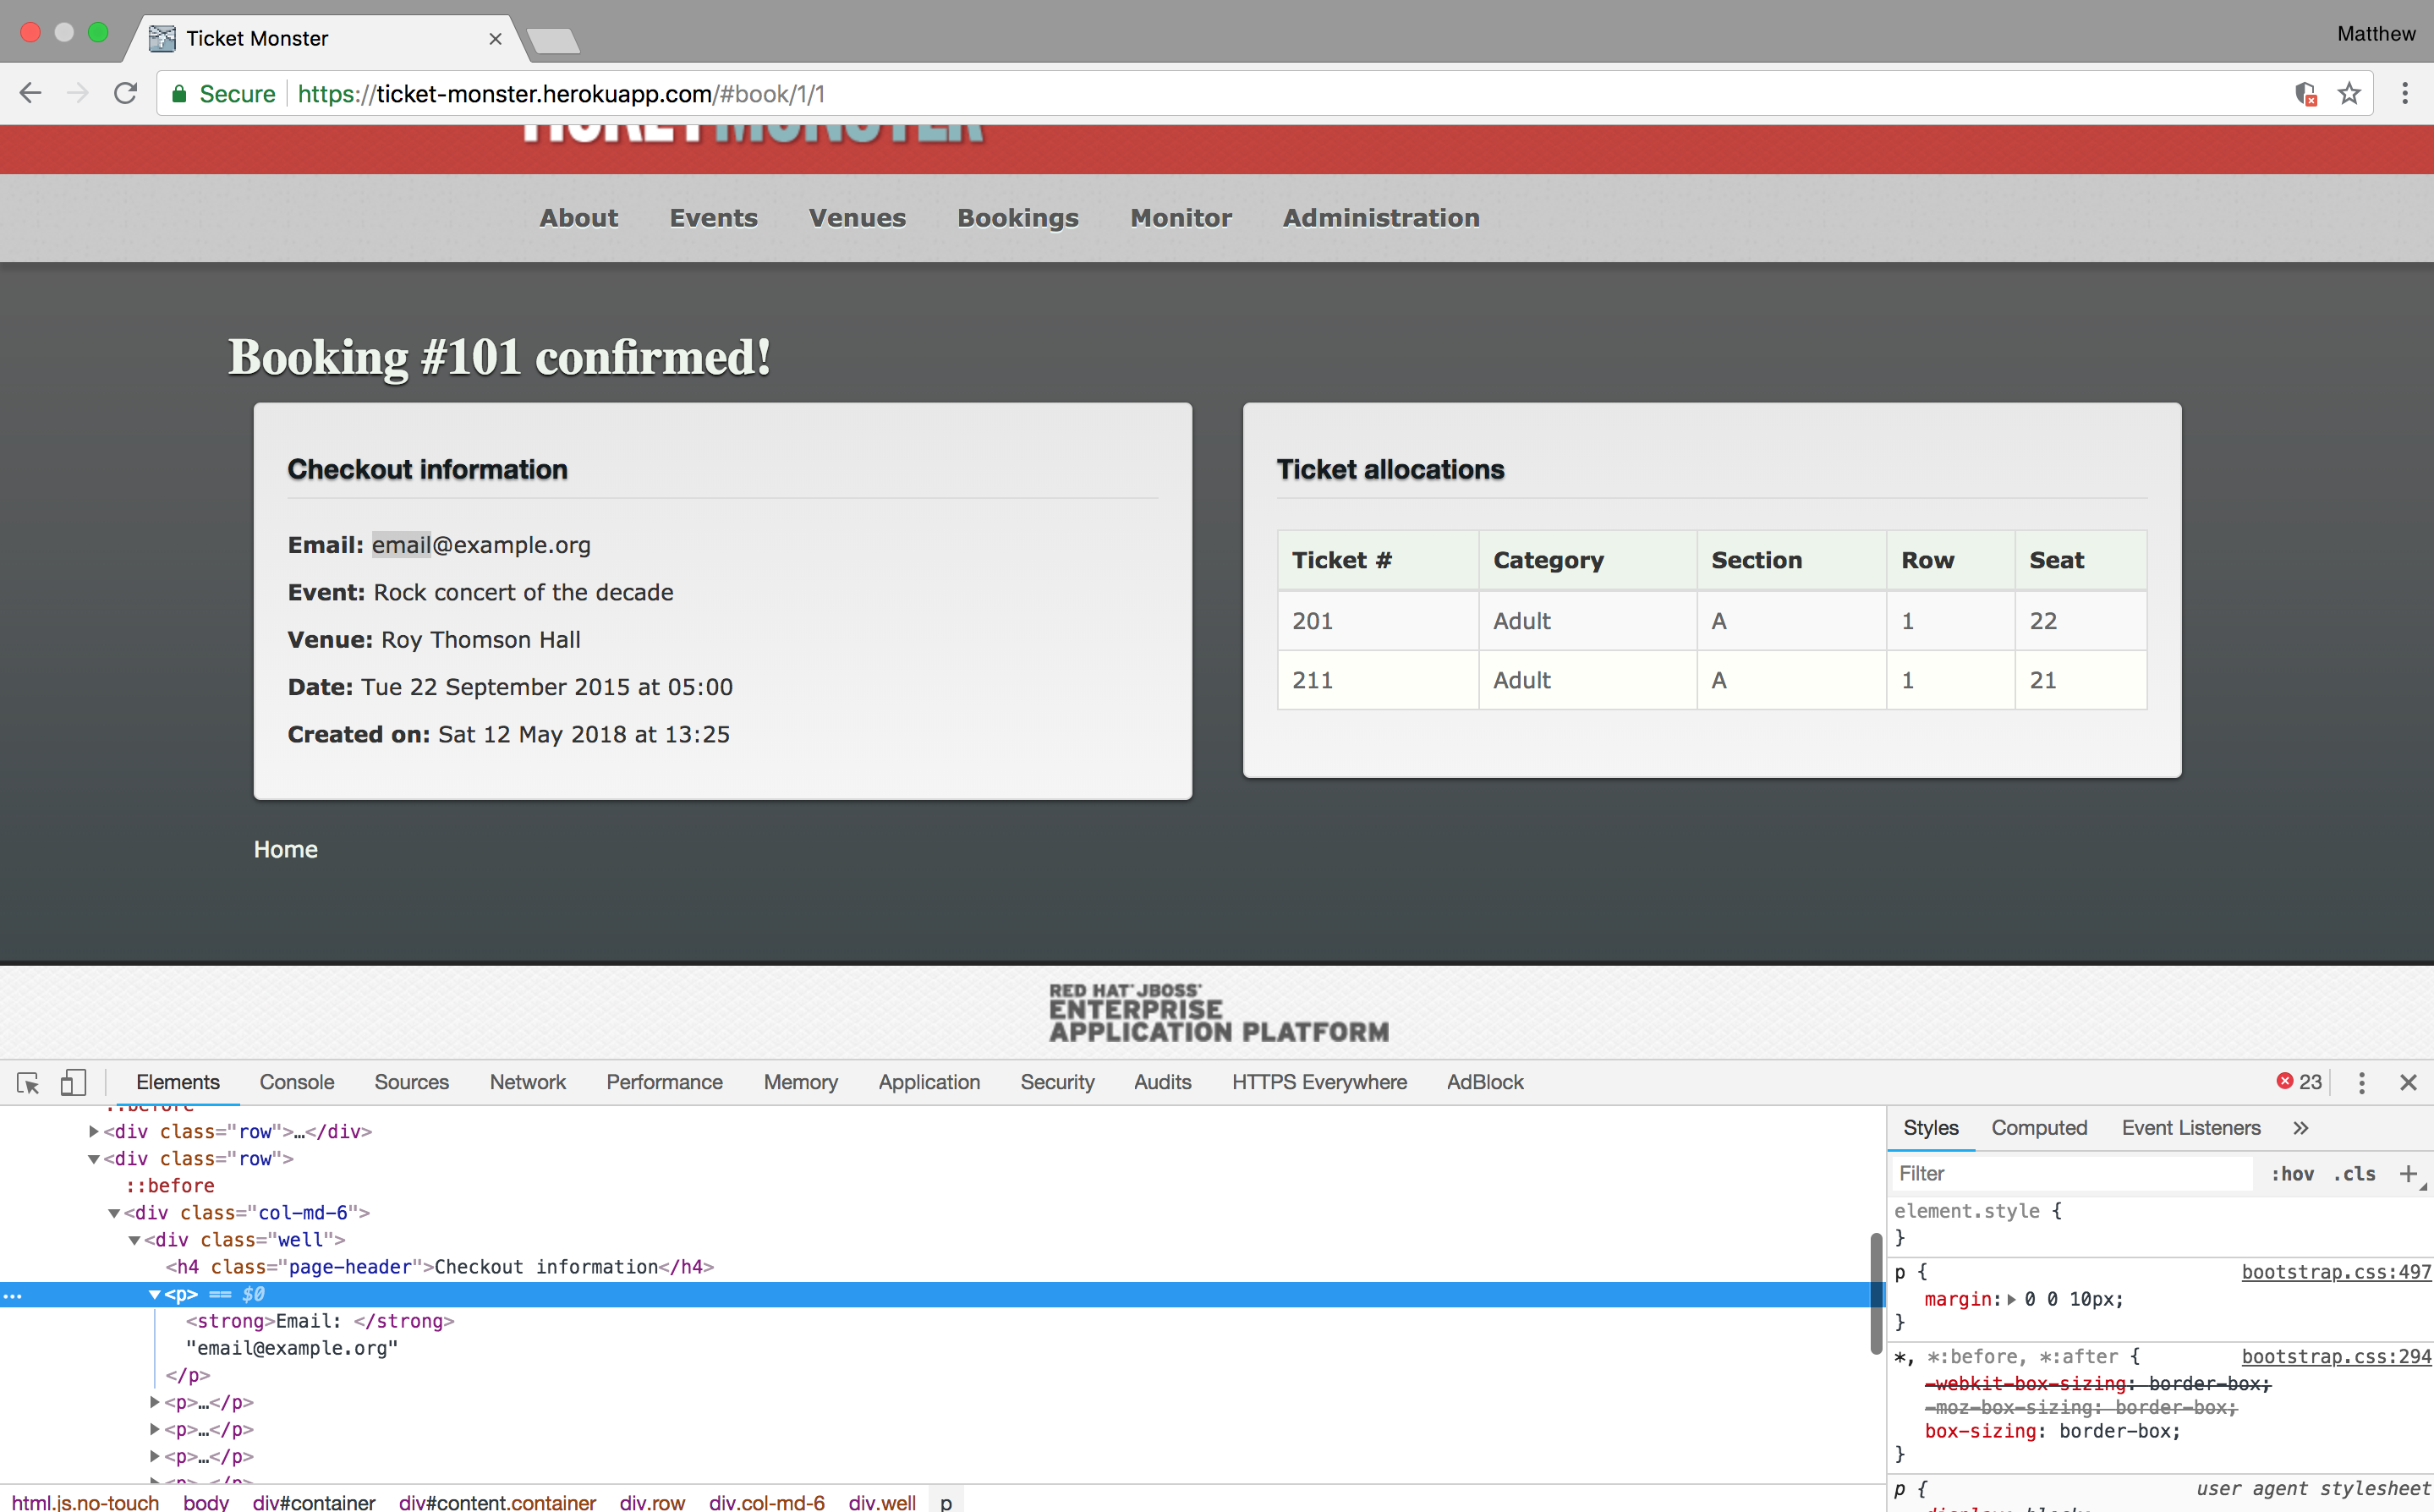 Ticket Monster
Matthew
Secure https://ticket-monster.herokuapp.com/#book/1/1
TICKETMONSTER
About Events Venues Bookings Monitor Administration
Booking #101 confirmed!
Checkout information
Email: email@example.org
Event: Rock concert of the decade
Venue: Roy Thomson Hall
Date: Tue 22 September 2015 at 05:00
Created on: Sat 12 May 2018 at 13:25
Ticket allocations
Ticket # Category Section Row Seat
201 Adult A 1 22
211 Adult A 1 21
Home
RED HAT JBOSS
ENTERPRISE
APPLICATION PLATFORM
Elements Console Sources Network Performance Memory Application Security Audits HTTPS Everywhere AdBlock 23
::before
<div class="row">…</div>
<div class="row">
::before
<div class="col-md-6">
<div class="well">
<h4 class="page-header">Checkout information</h4>
… <p> == $0
<strong>Email: </strong>
"email@example.org"
</p>
<p>…</p>
<p>…</p>
<p>…</p>
<p>…</p>
html.js.no-touch body div#container div#content.container div.row div.col-md-6 div.well p
Styles Computed Event Listeners »
Filter :hov .cls +
element.style {
}
p { bootstrap.css:497
margin: 0 0 10px;
}
*, *:before, *:after { bootstrap.css:294
-webkit-box-sizing: border-box;
-moz-box-sizing: border-box;
box-sizing: border-box;
}
p { user agent stylesheet
display: block;